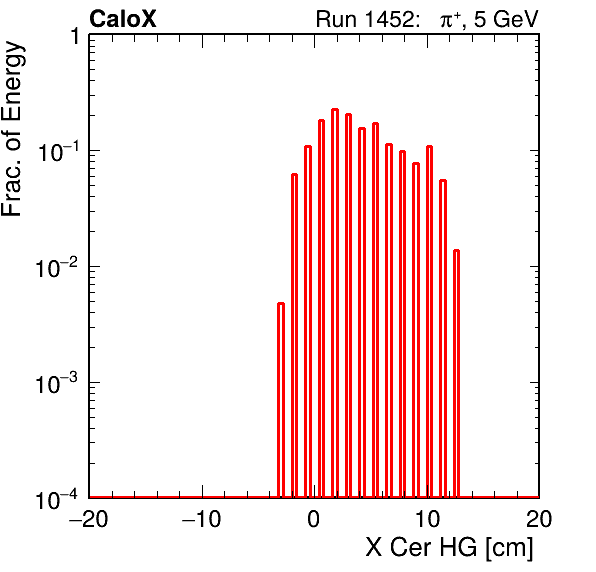 CaloX Run 1452: π⁺, 5 GeV
Frac. of Energy
1
10⁻¹
10⁻²
10⁻³
10⁻⁴
−20 −10 0 10 20
X Cer HG [cm]